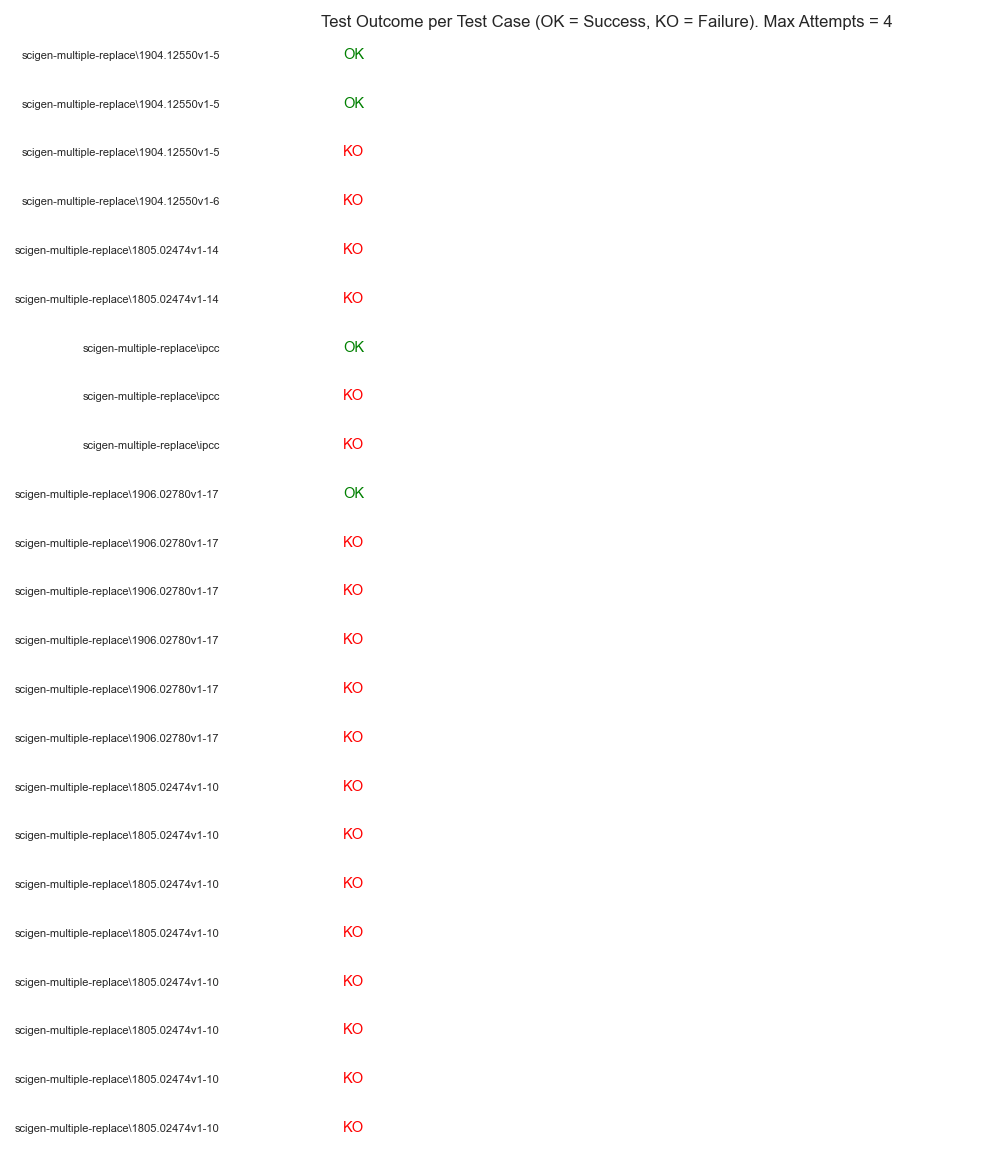 Test Outcome per Test Case (OK = Success, KO = Failure). Max Attempts = 4
scigen-multiple-replace\1904.12550v1-5 OK
scigen-multiple-replace\1904.12550v1-5 OK
scigen-multiple-replace\1904.12550v1-5 KO
scigen-multiple-replace\1904.12550v1-6 KO
scigen-multiple-replace\1805.02474v1-14 KO
scigen-multiple-replace\1805.02474v1-14 KO
scigen-multiple-replace\ipcc OK
scigen-multiple-replace\ipcc KO
scigen-multiple-replace\ipcc KO
scigen-multiple-replace\1906.02780v1-17 OK
scigen-multiple-replace\1906.02780v1-17 KO
scigen-multiple-replace\1906.02780v1-17 KO
scigen-multiple-replace\1906.02780v1-17 KO
scigen-multiple-replace\1906.02780v1-17 KO
scigen-multiple-replace\1906.02780v1-17 KO
scigen-multiple-replace\1805.02474v1-10 KO
scigen-multiple-replace\1805.02474v1-10 KO
scigen-multiple-replace\1805.02474v1-10 KO
scigen-multiple-replace\1805.02474v1-10 KO
scigen-multiple-replace\1805.02474v1-10 KO
scigen-multiple-replace\1805.02474v1-10 KO
scigen-multiple-replace\1805.02474v1-10 KO
scigen-multiple-replace\1805.02474v1-10 KO